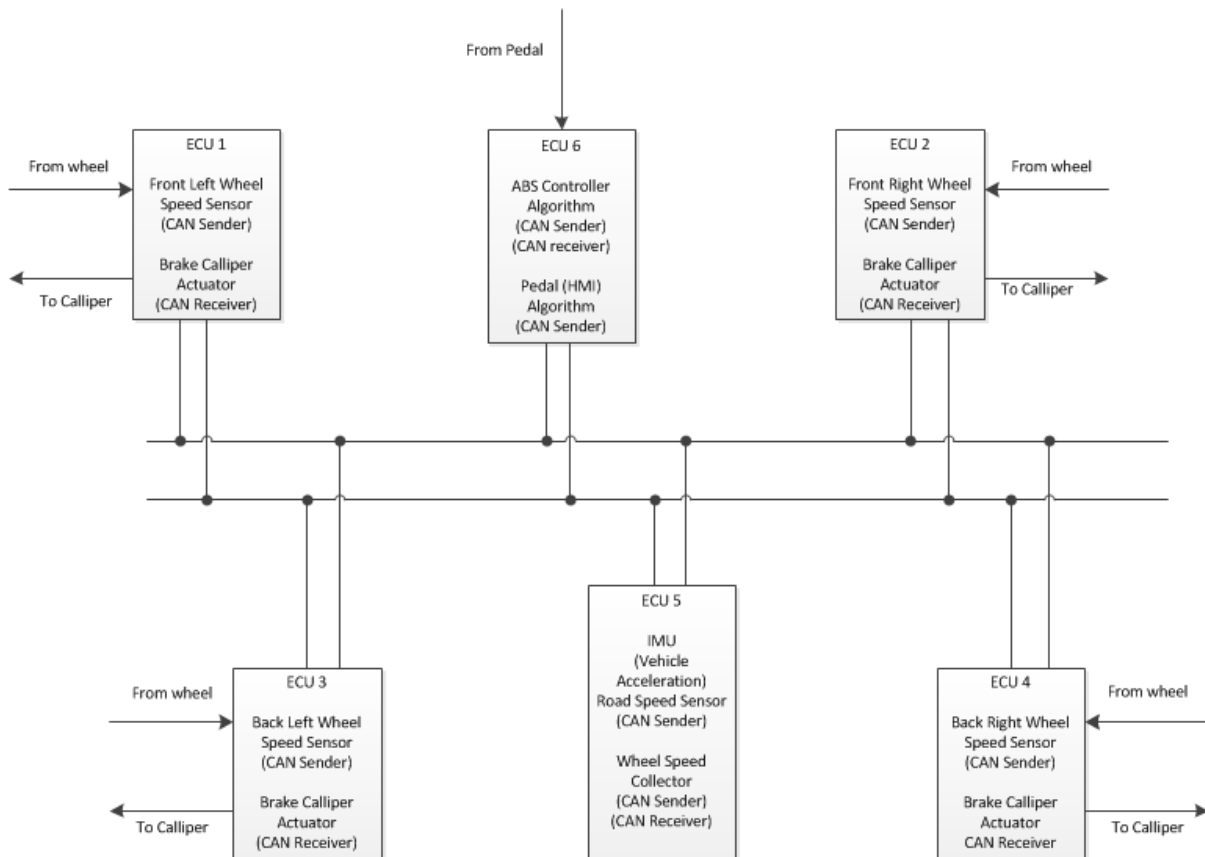 From Pedal
ECU 1
From wheel
Front Left Wheel
Speed Sensor
(CAN Sender)
Brake Calliper
Actuator
(CAN Receiver)
To Calliper
ECU 6
ABS Controller
Algorithm
(CAN Sender)
(CAN receiver)
Pedal (HMI)
Algorithm
(CAN Sender)
ECU 2
From wheel
Front Right Wheel
Speed Sensor
(CAN Sender)
Brake Calliper
Actuator
(CAN Receiver)
To Calliper
ECU 3
From wheel
Back Left Wheel
Speed Sensor
(CAN Sender)
Brake Calliper
Actuator
(CAN Receiver)
To Calliper
ECU 5
IMU
(Vehicle
Acceleration)
Road Speed Sensor
(CAN Sender)
Wheel Speed
Collector
(CAN Sender)
(CAN Receiver)
ECU 4
From wheel
Back Right Wheel
Speed Sensor
(CAN Sender)
Brake Calliper
Actuator
CAN Receiver
To Calliper